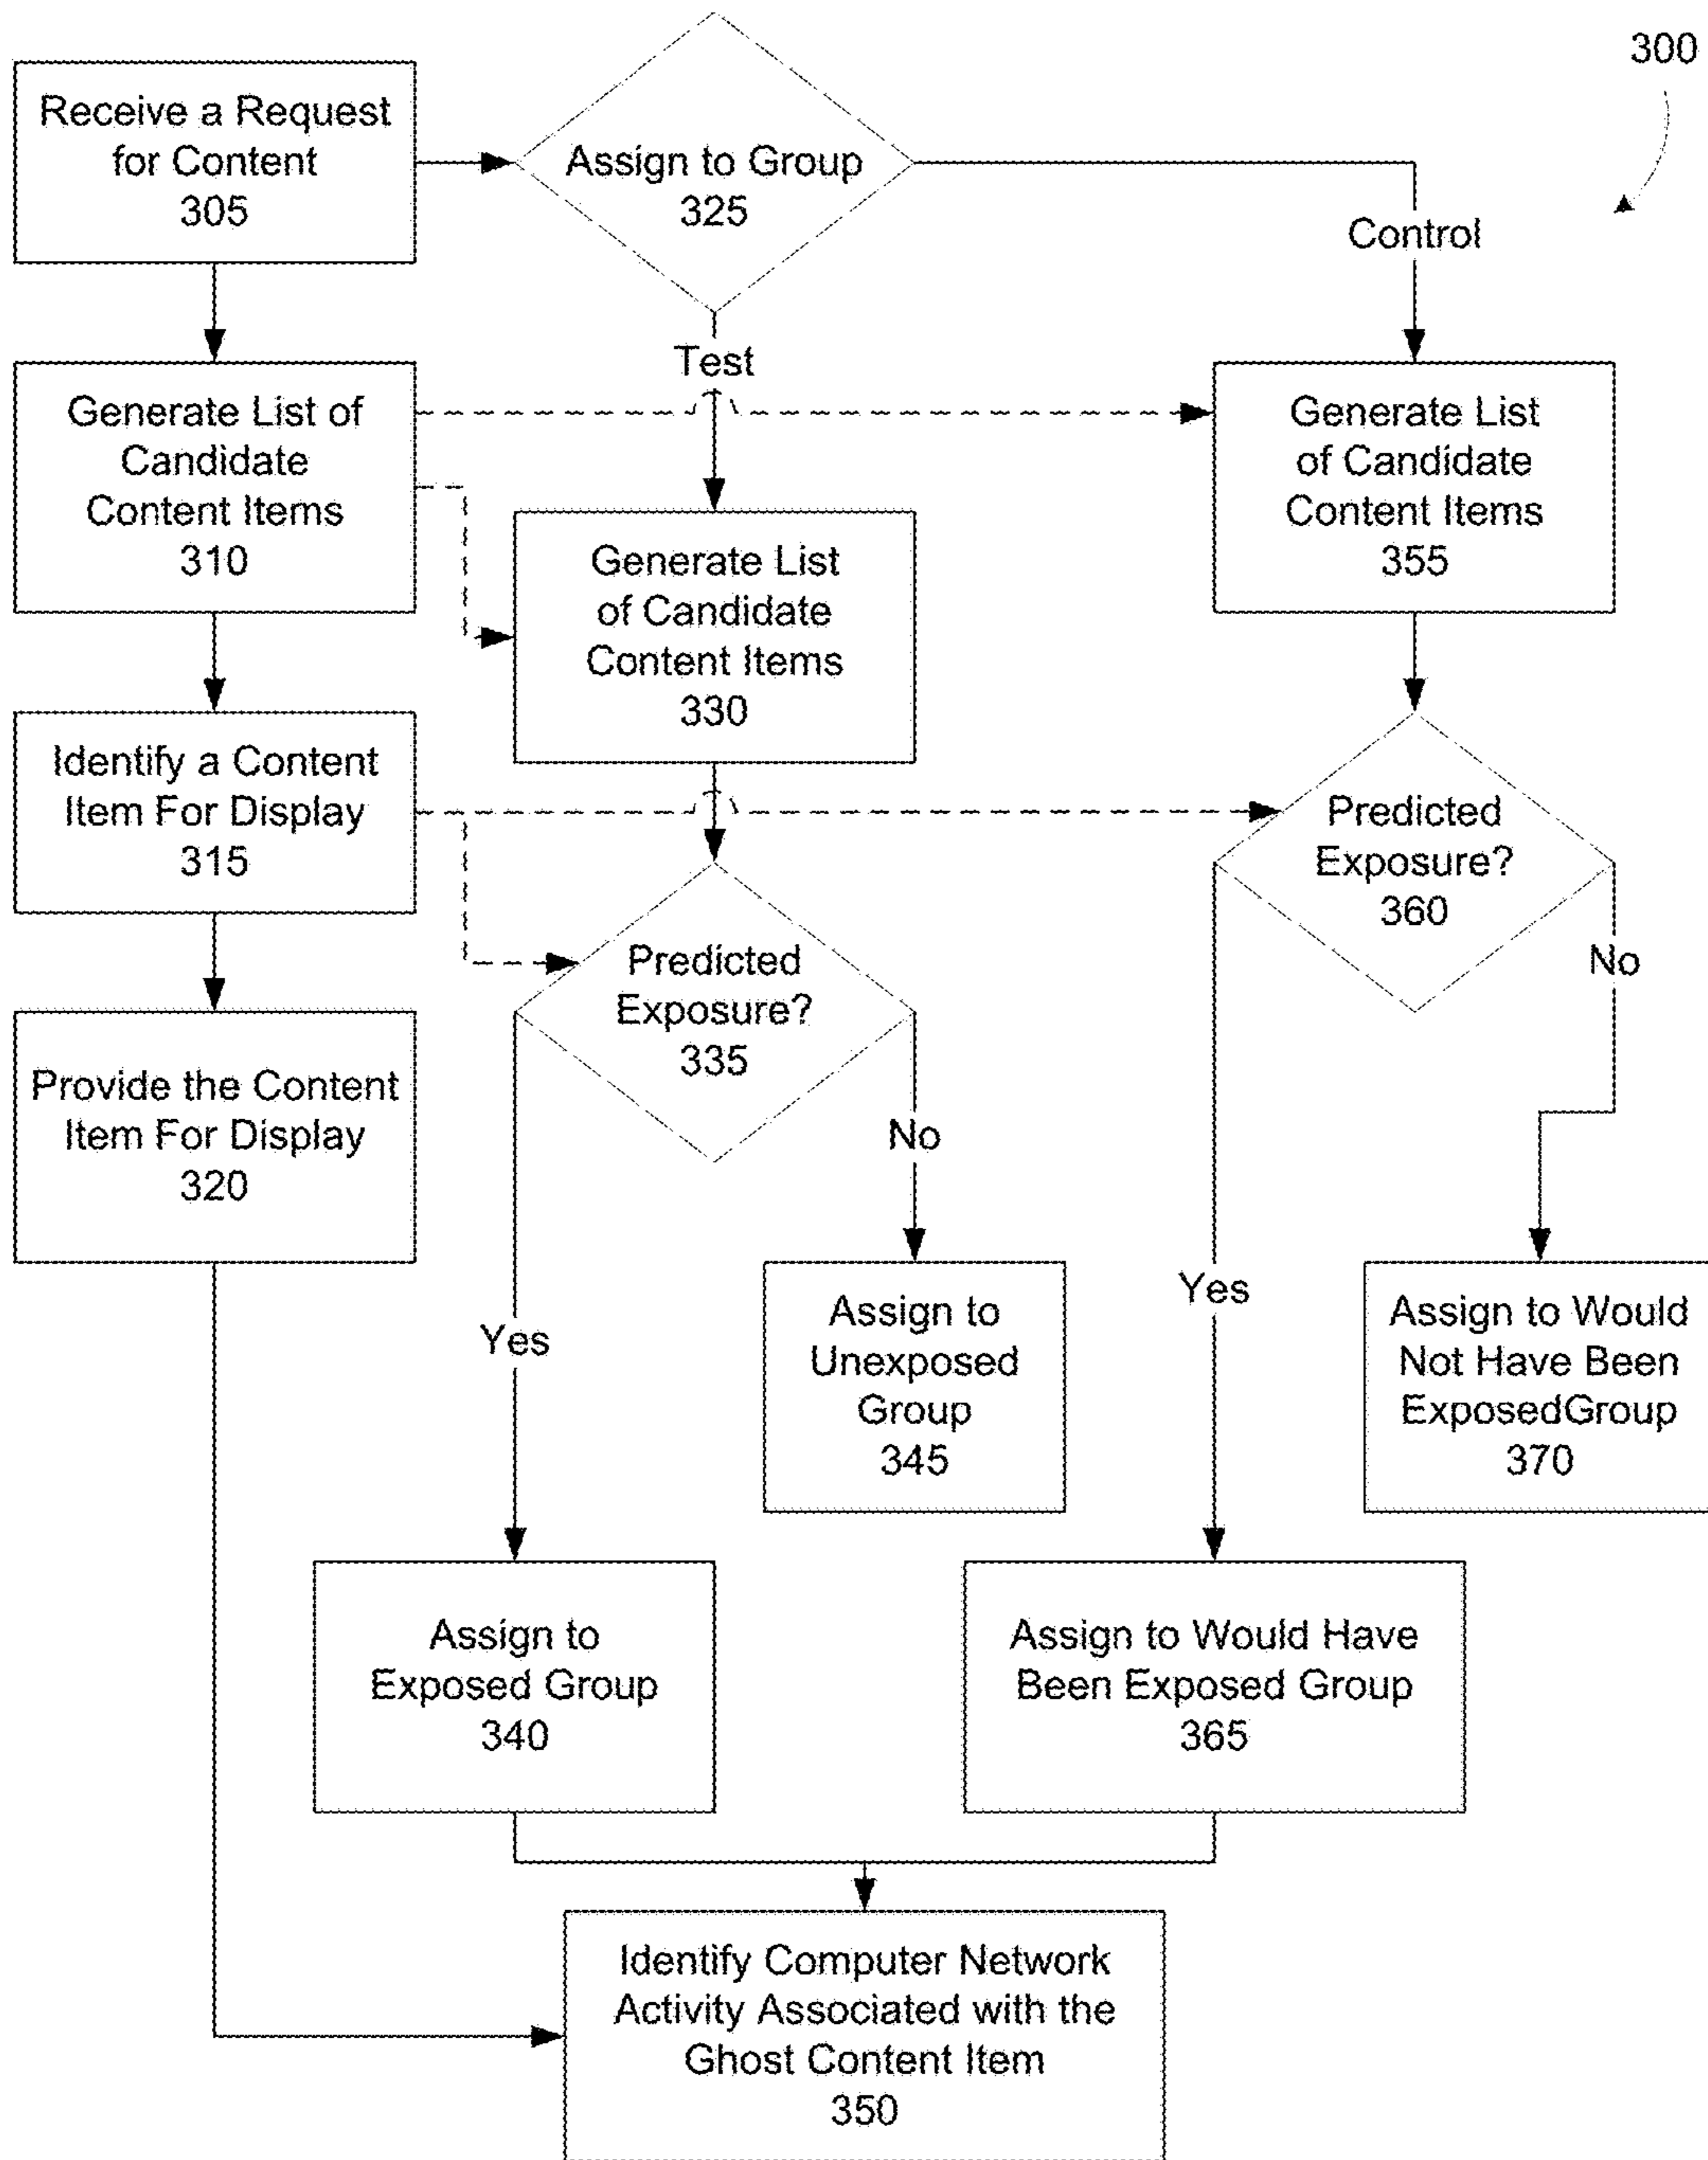 300
Receive a Request
for Content
305
Assign to Group
325
Control
Test
Generate List of
Candidate
Content Items
310
Generate List
of Candidate
Content Items
355
Generate List
of Candidate
Content Items
330
Identify a Content
Item For Display
315
Predicted
Exposure?
360
No
Predicted
Exposure?
335
Provide the Content
Item For Display
320
No
Yes
Yes
Assign to
Unexposed
Group
345
Assign to Would
Not Have Been
ExposedGroup
370
Assign to
Exposed Group
340
Assign to Would Have
Been Exposed Group
365
Identify Computer Network
Activity Associated with the
Ghost Content Item
350